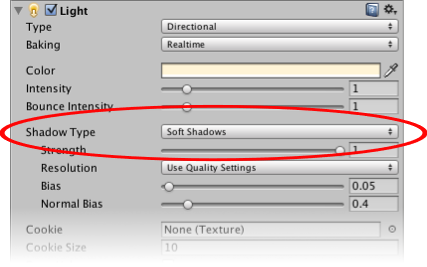 Light
Type Directional
Baking Realtime
Color
Intensity 1
Bounce Intensity 1
Shadow Type Soft Shadows
Strength 1
Resolution Use Quality Settings
Bias 0.05
Normal Bias 0.4
Cookie None (Texture)
Cookie Size 10